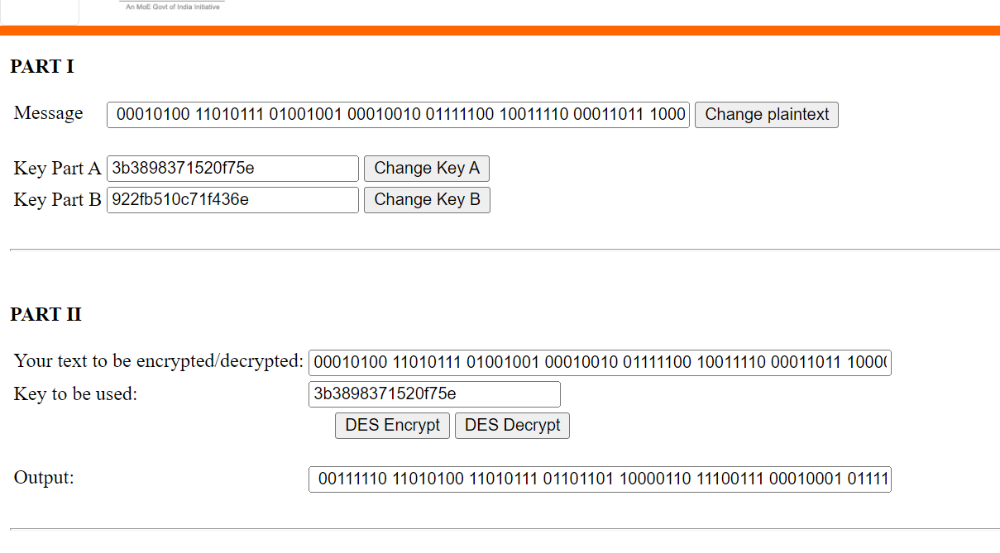 An MoE Govt of India Initiative
PART I
Message 00010100 11010111 01001001 00010010 01111100 10011110 00011011 1000 Change plaintext
Key Part A 3b3898371520f75e Change Key A
Key Part B 922fb510c71f436e Change Key B
PART II
Your text to be encrypted/decrypted: 00010100 11010111 01001001 00010010 01111100 10011110 00011011 1000
Key to be used: 3b3898371520f75e
DES Encrypt DES Decrypt
Output: 00111110 11010100 11010111 01101101 10000110 11100111 00010001 01111